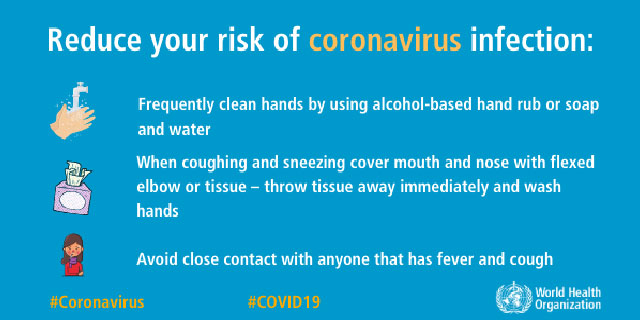 Reduce your risk of coronavirus infection:
Frequently clean hands by using alcohol-based hand rub or soap
and water
When coughing and sneezing cover mouth and nose with flexed
elbow or tissue – throw tissue away immediately and wash
hands
Avoid close contact with anyone that has fever and cough
#Coronavirus
#COVID19
World Health
Organization